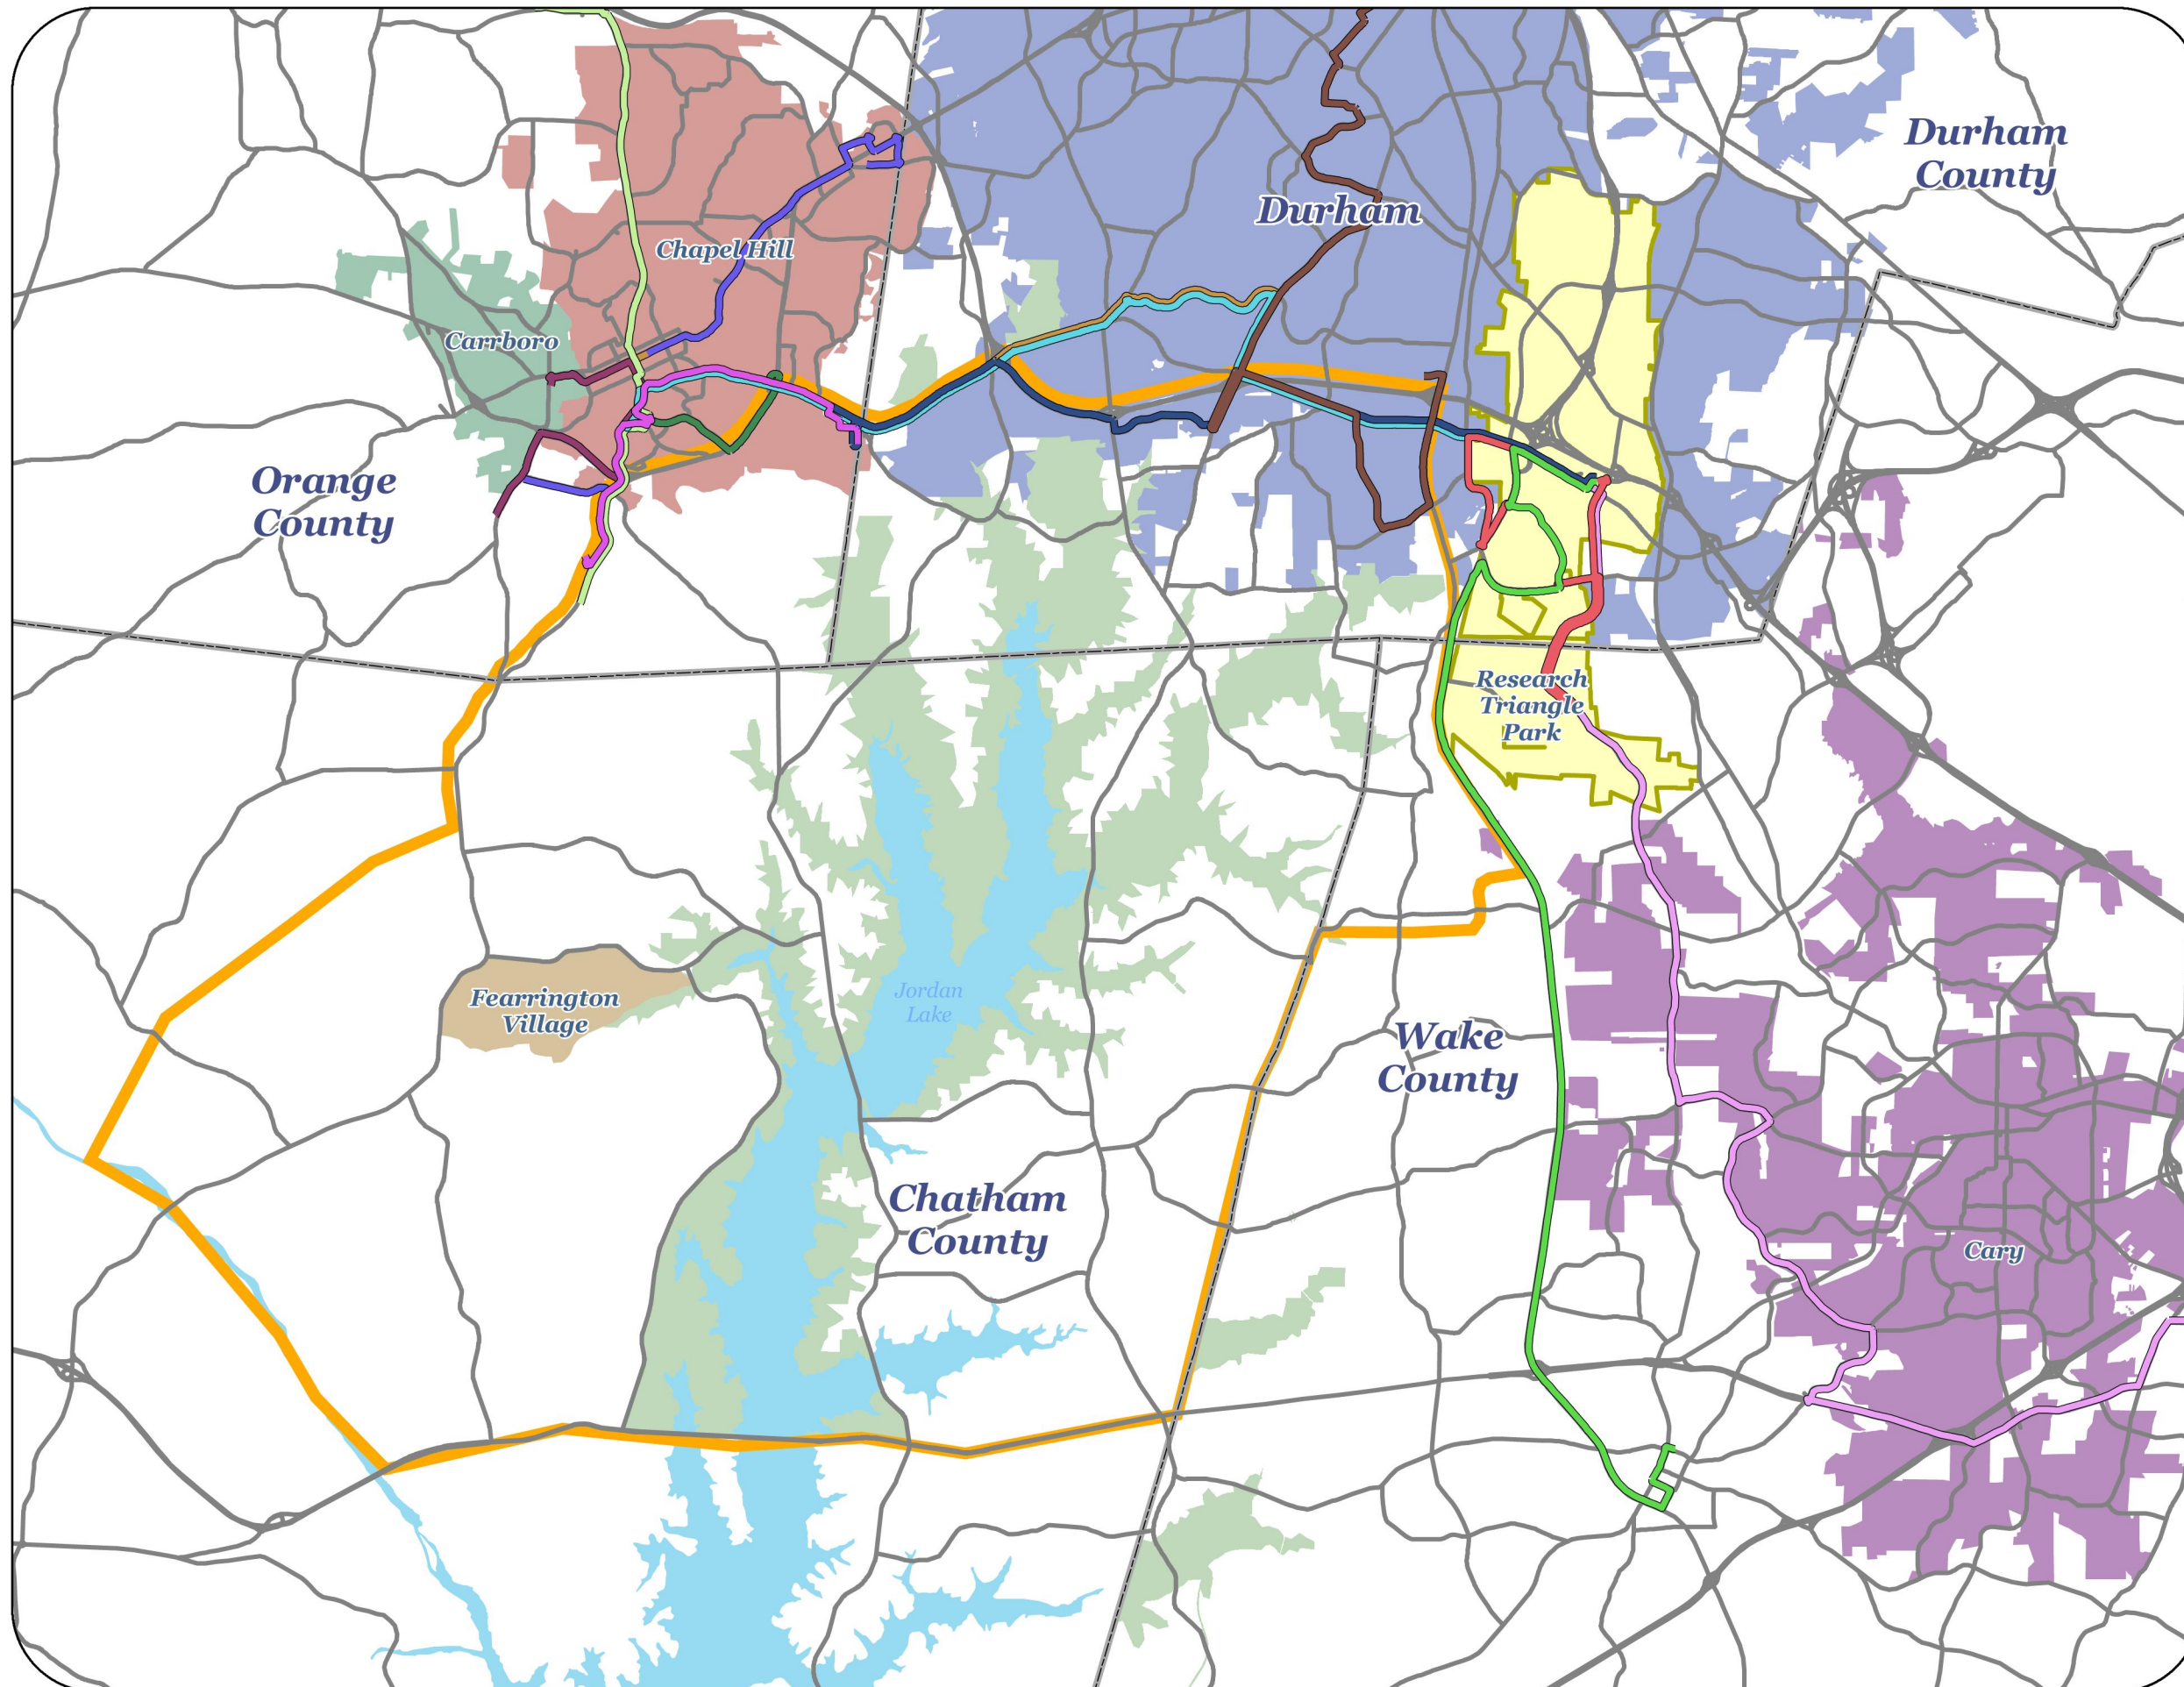 Durham
County
Durham
Chapel Hill
Carrboro
Orange
County
Research
Triangle
Park
Fearrington
Village
Jordan
Lake
Wake
County
Chatham
County
Cary